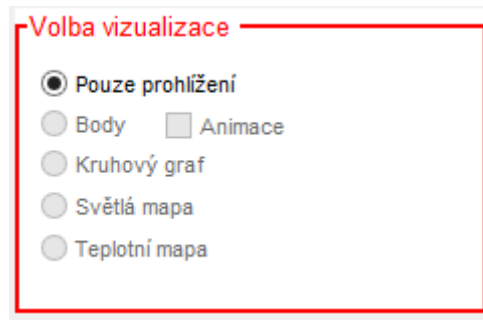 Volba vizualizace
Pouze prohlížení
Body Animace
Kruhový graf
Světlá mapa
Teplotní mapa